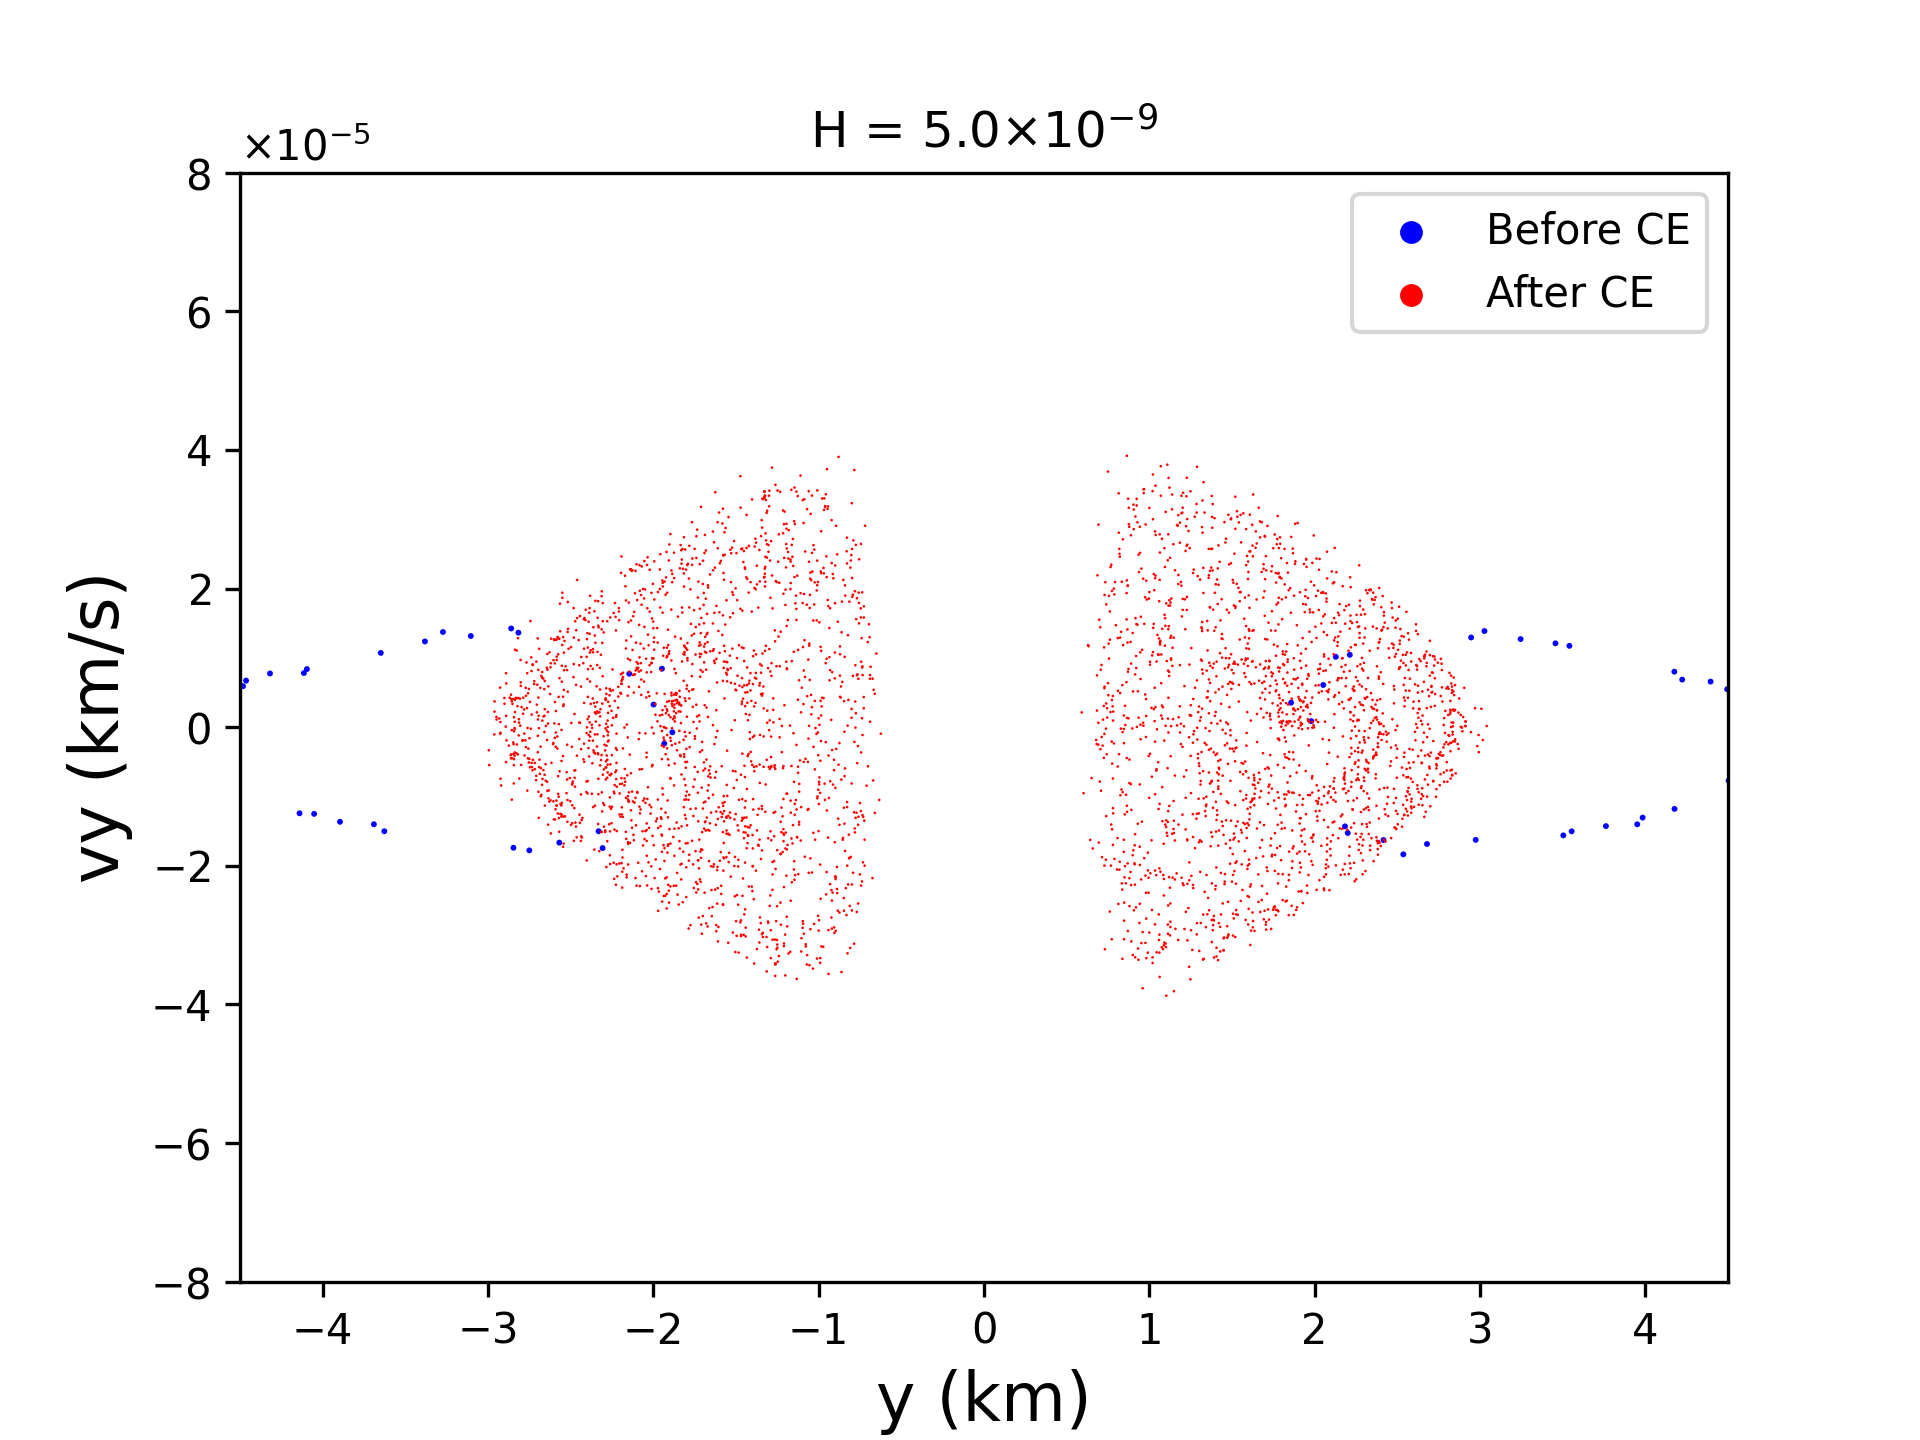 H = 5.0×10⁻⁹
×10⁻⁵
Before CE
After CE
8
6
4
2
0
−2
−4
−6
−8
vy (km/s)
−4 −3 −2 −1 0 1 2 3 4
y (km)